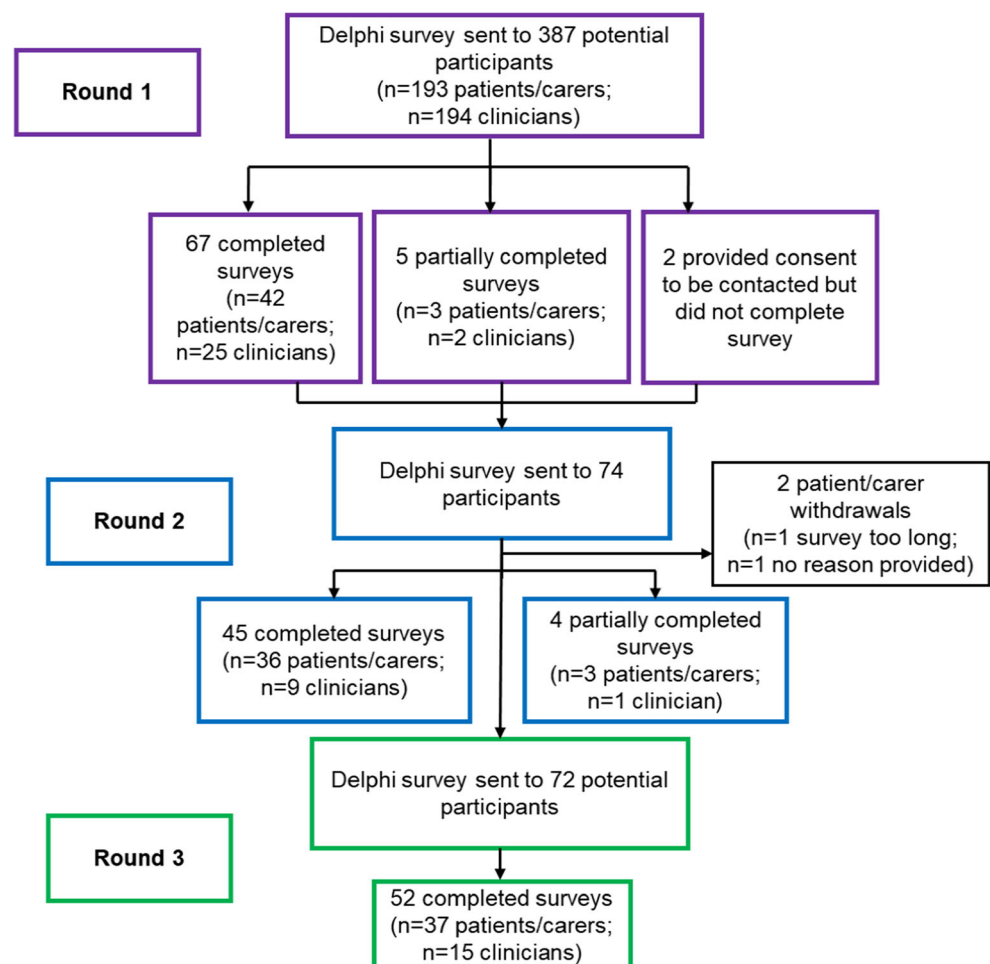 Round 1
Delphi survey sent to 387 potential
participants
(n=193 patients/carers;
n=194 clinicians)
67 completed
surveys
(n=42
patients/carers;
n=25 clinicians)
5 partially completed
surveys
(n=3 patients/carers;
n=2 clinicians)
2 provided consent
to be contacted but
did not complete
survey
Round 2
Delphi survey sent to 74
participants
2 patient/carer
withdrawals
(n=1 survey too long;
n=1 no reason provided)
45 completed surveys
(n=36 patients/carers;
n=9 clinicians)
4 partially completed
surveys
(n=3 patients/carers;
n=1 clinician)
Round 3
Delphi survey sent to 72 potential
participants
52 completed surveys
(n=37 patients/carers;
n=15 clinicians)